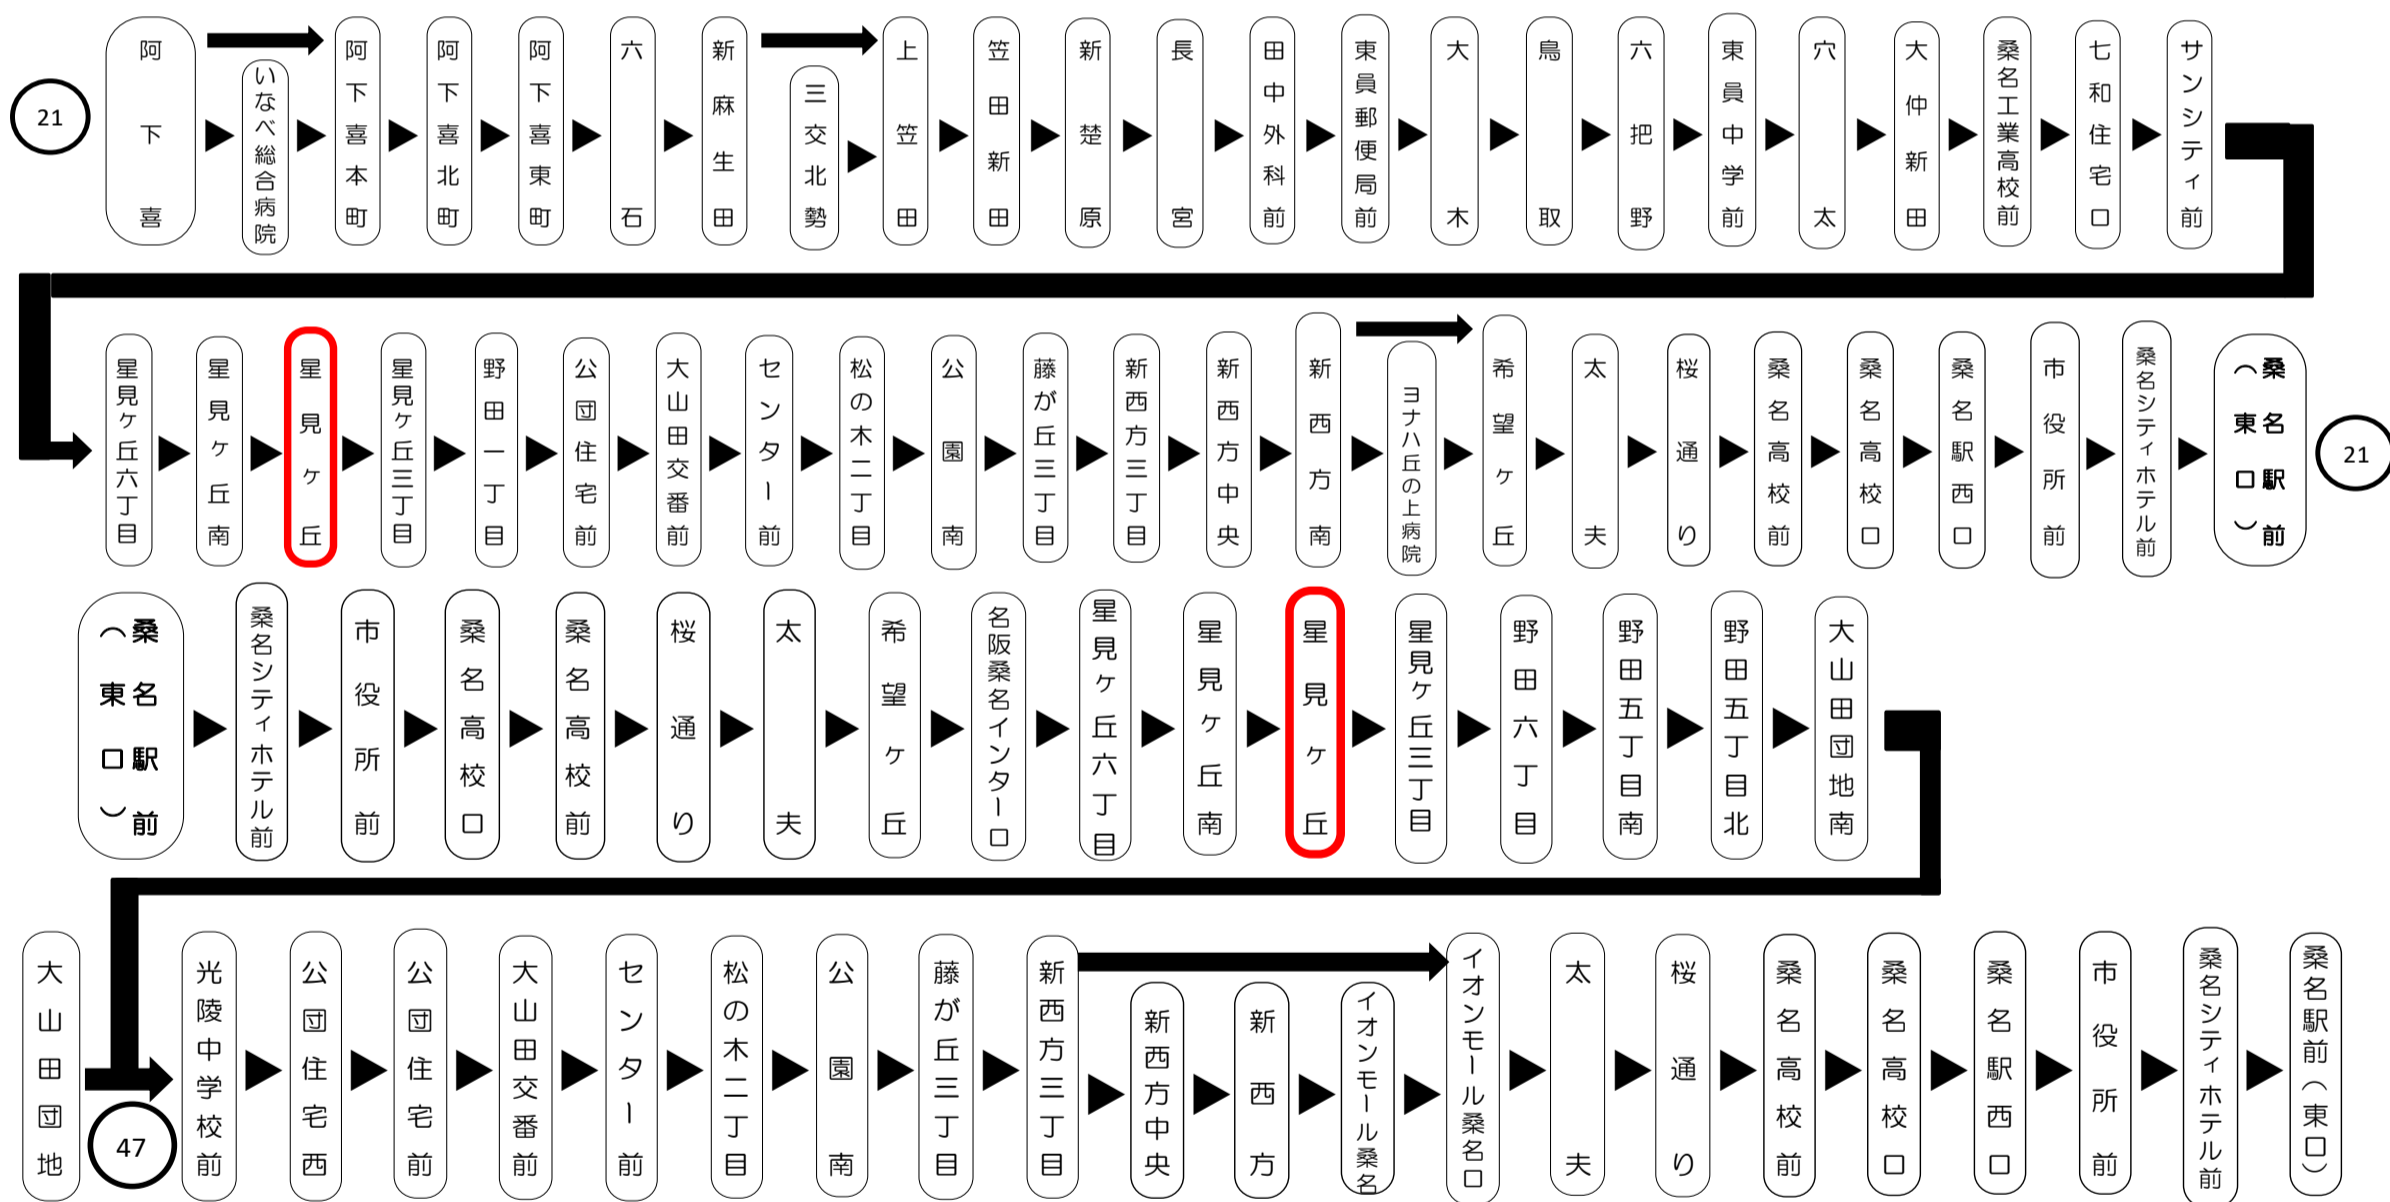 21
阿下喜
いなべ総合病院
阿下喜本町
阿下喜北町
阿下喜東町
六石
新麻生田
三交北勢
上笠田
笠田新田
新楚原
長宮
田中外科前
東員郵便局前
大木
鳥取
六把野
東員中学前
穴太
大仲新田
桑名工業高校前
七和住宅口
サンシティ前
星見ヶ丘六丁目
星見ヶ丘南
星見ヶ丘
星見ヶ丘三丁目
野田一丁目
公団住宅前
大山田交番前
センター前
松の木二丁目
公園南
藤が丘三丁目
新西方三丁目
新西方中央
新西方南
ヨナハ丘の上病院
希望ヶ丘
太夫
桜通り
桑名高校前
桑名高校口
桑名駅西口
市役所前
桑名シティホテル前
桑名駅前
（東口）
21
桑名駅前
（東口）
桑名シティホテル前
市役所前
桑名高校口
桑名高校前
桜通り
太夫
希望ヶ丘
名阪桑名インター口
星見ヶ丘六丁目
星見ヶ丘南
星見ヶ丘
星見ヶ丘三丁目
野田六丁目
野田五丁目南
野田五丁目北
大山田団地南
大山田団地
47
光陵中学校前
公団住宅西
公団住宅前
大山田交番前
センター前
松の木二丁目
公園南
藤が丘三丁目
新西方三丁目
新西方中央
新西方
イオンモール桑名
イオンモール桑名口
太夫
桜通り
桑名高校前
桑名高校口
桑名駅西口
市役所前
桑名シティホテル前
桑名駅前（東口）